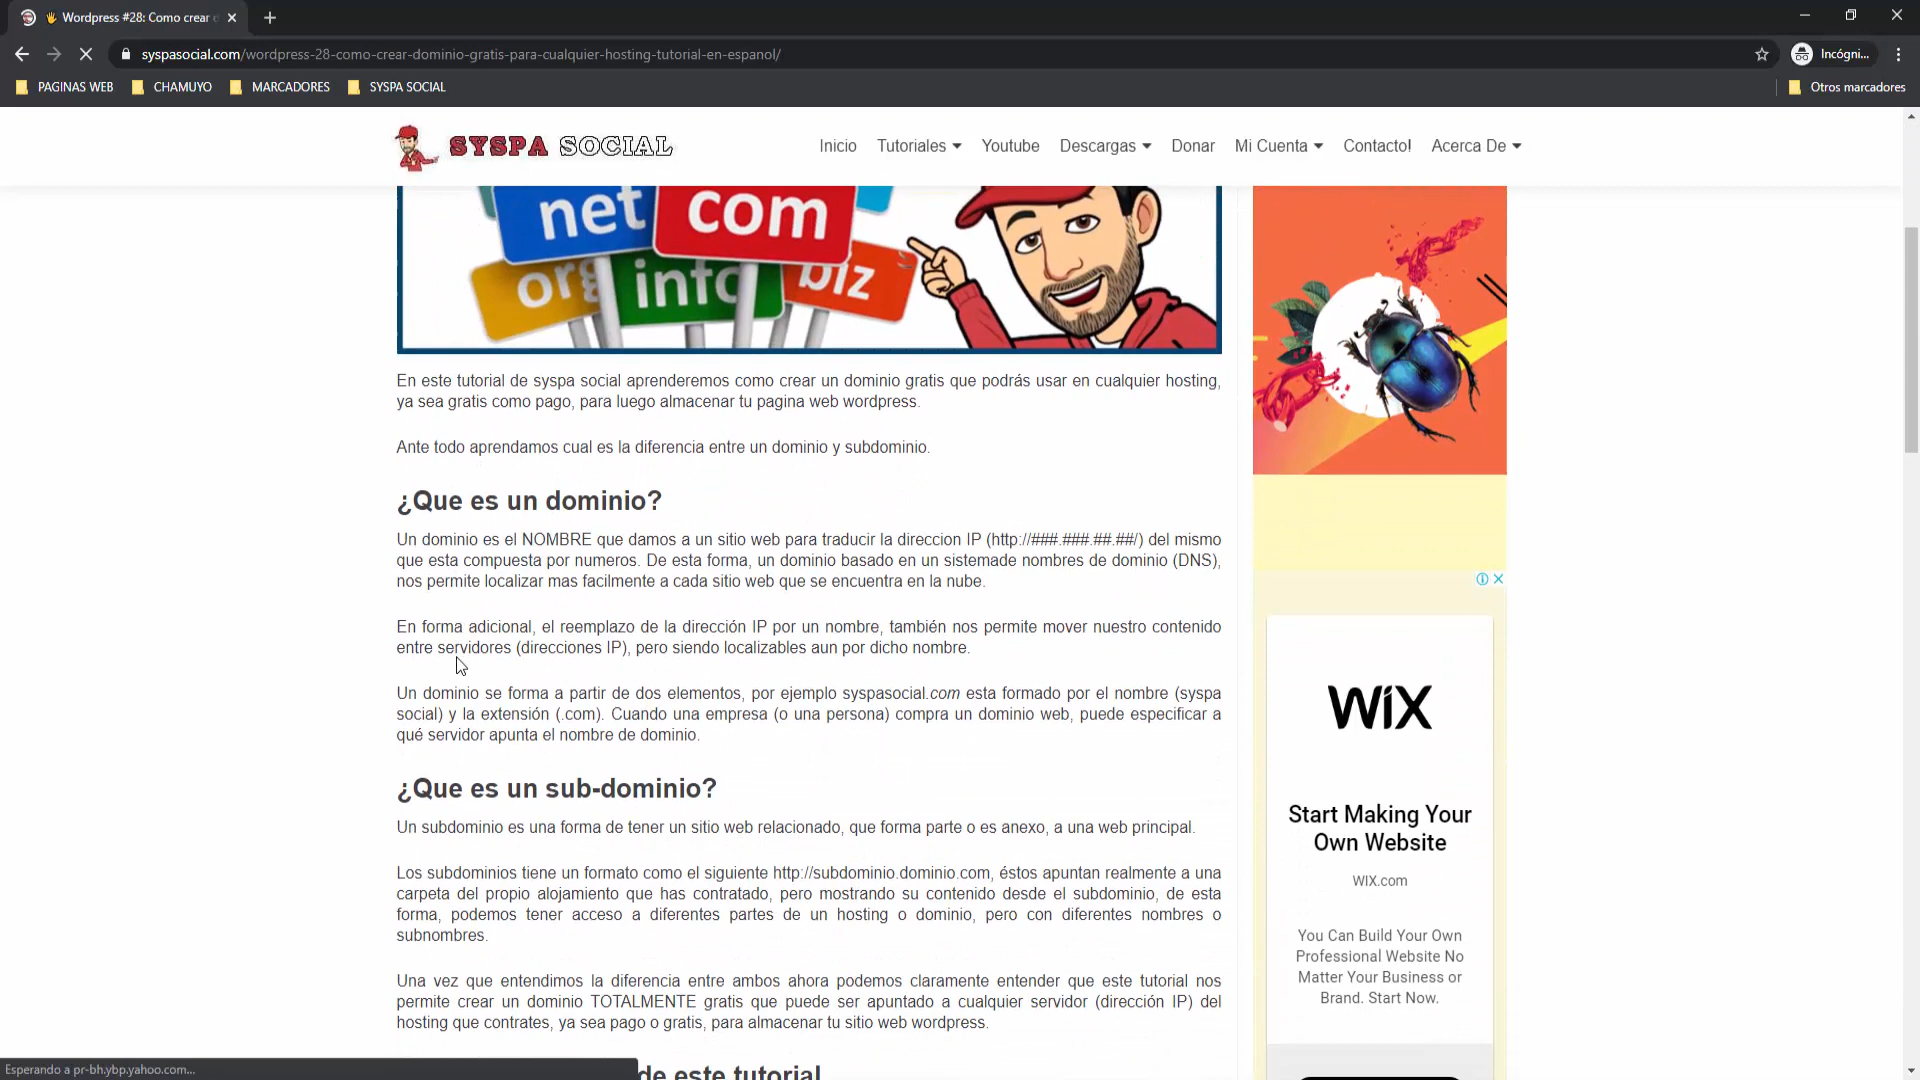 Wordpress #28: Como crear
syspasocial.com/wordpress-28-como-crear-dominio-gratis-para-cualquier-hosting-tutorial-en-espanol/
Incógni...
PAGINAS WEB
CHAMUYO
MARCADORES
SYSPA SOCIAL
Otros marcadores
SYSPA SOCIAL
Inicio
Tutoriales
Youtube
Descargas
Donar
Mi Cuenta
Contacto!
Acerca De
net
com
org
info
biz
En este tutorial de syspa social aprenderemos como crear un dominio gratis que podrás usar en cualquier hosting,
ya sea gratis como pago, para luego almacenar tu pagina web wordpress.
Ante todo aprendamos cual es la diferencia entre un dominio y subdominio.
¿Que es un dominio?
Un dominio es el NOMBRE que damos a un sitio web para traducir la direccion IP (http://###.###.##.##/) del mismo
que esta compuesta por numeros. De esta forma, un dominio basado en un sistemade nombres de dominio (DNS),
nos permite localizar mas facilmente a cada sitio web que se encuentra en la nube.
En forma adicional, el reemplazo de la dirección IP por un nombre, también nos permite mover nuestro contenido
entre servidores (direcciones IP), pero siendo localizables aun por dicho nombre.
Un dominio se forma a partir de dos elementos, por ejemplo syspasocial.com esta formado por el nombre (syspa
social) y la extensión (.com). Cuando una empresa (o una persona) compra un dominio web, puede especificar a
qué servidor apunta el nombre de dominio.
¿Que es un sub-dominio?
Un subdominio es una forma de tener un sitio web relacionado, que forma parte o es anexo, a una web principal.
Los subdominios tiene un formato como el siguiente http://subdominio.dominio.com, éstos apuntan realmente a una
carpeta del propio alojamiento que has contratado, pero mostrando su contenido desde el subdominio, de esta
forma, podemos tener acceso a diferentes partes de un hosting o dominio, pero con diferentes nombres o
subnombres.
Una vez que entendimos la diferencia entre ambos ahora podemos claramente entender que este tutorial nos
permite crear un dominio TOTALMENTE gratis que puede ser apuntado a cualquier servidor (dirección IP) del
hosting que contrates, ya sea pago o gratis, para almacenar tu sitio web wordpress.
de este tutorial
WiX
Start Making Your
Own Website
WIX.com
You Can Build Your Own
Professional Website No
Matter Your Business or
Brand. Start Now.
Esperando a pr-bh.ybp.yahoo.com...